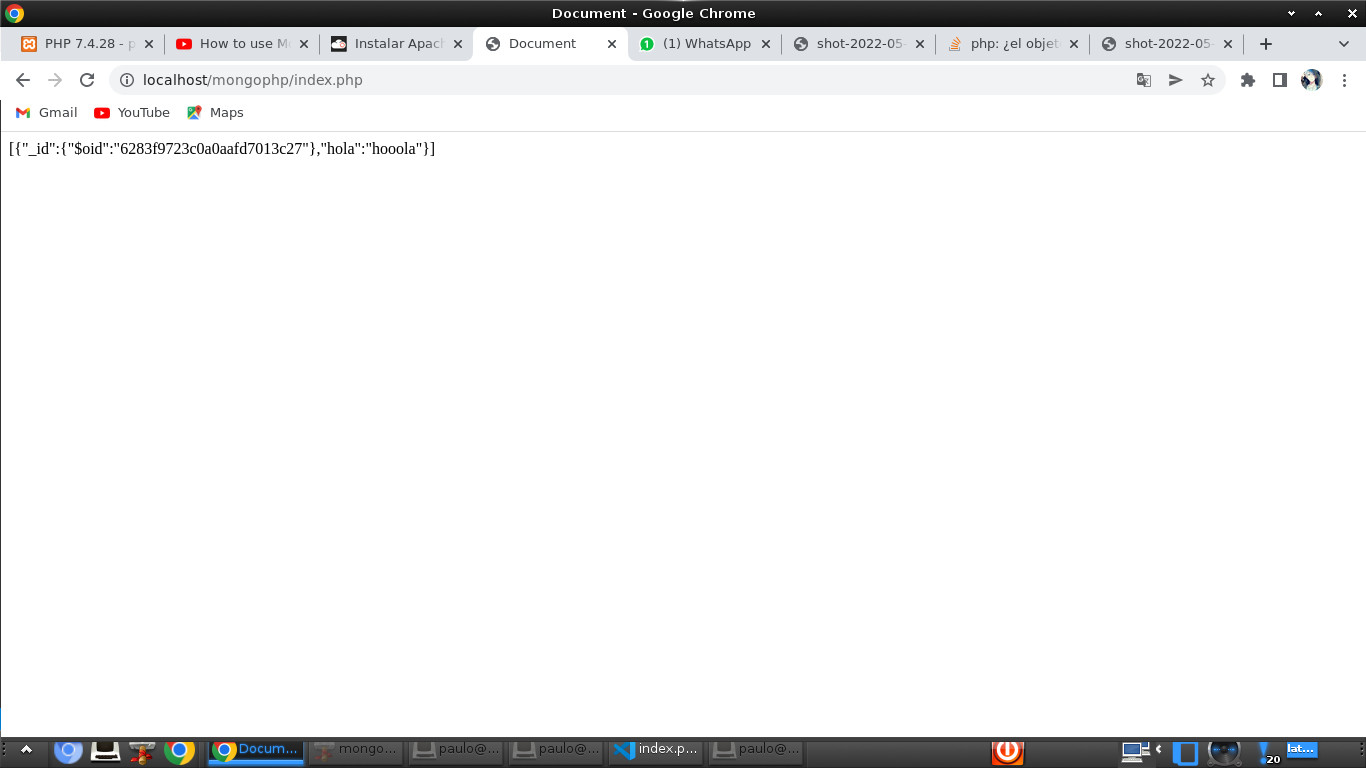 Document - Google Chrome
PHP 7.4.28 - p
How to use M
Instalar Apac
Document
(1) WhatsApp
shot-2022-05-
php: ¿el objet
shot-2022-05-
localhost/mongophp/index.php
Gmail
YouTube
Maps
[{"_id":{"$oid":"6283f9723c0a0aafd7013c27"},"hola":"hooola"}]
Docum...
mongo...
paulo@...
paulo@...
index.p...
paulo@...
20
lat...